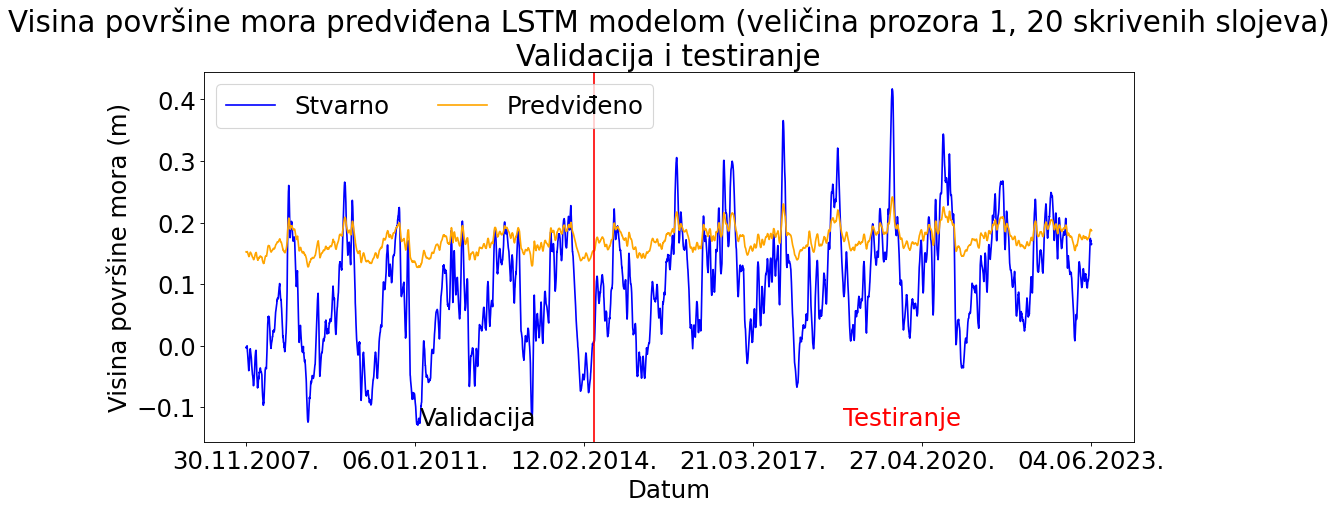 Visina površine mora predviđena LSTM modelom (veličina prozora 1, 20 skrivenih slojeva)
Validacija i testiranje
Stvarno
Predviđeno
Visina površine mora (m)
0.4
0.3
0.2
0.1
0.0
−0.1
Validacija
Testiranje
30.11.2007.
06.01.2011.
12.02.2014.
21.03.2017.
27.04.2020.
04.06.2023.
Datum